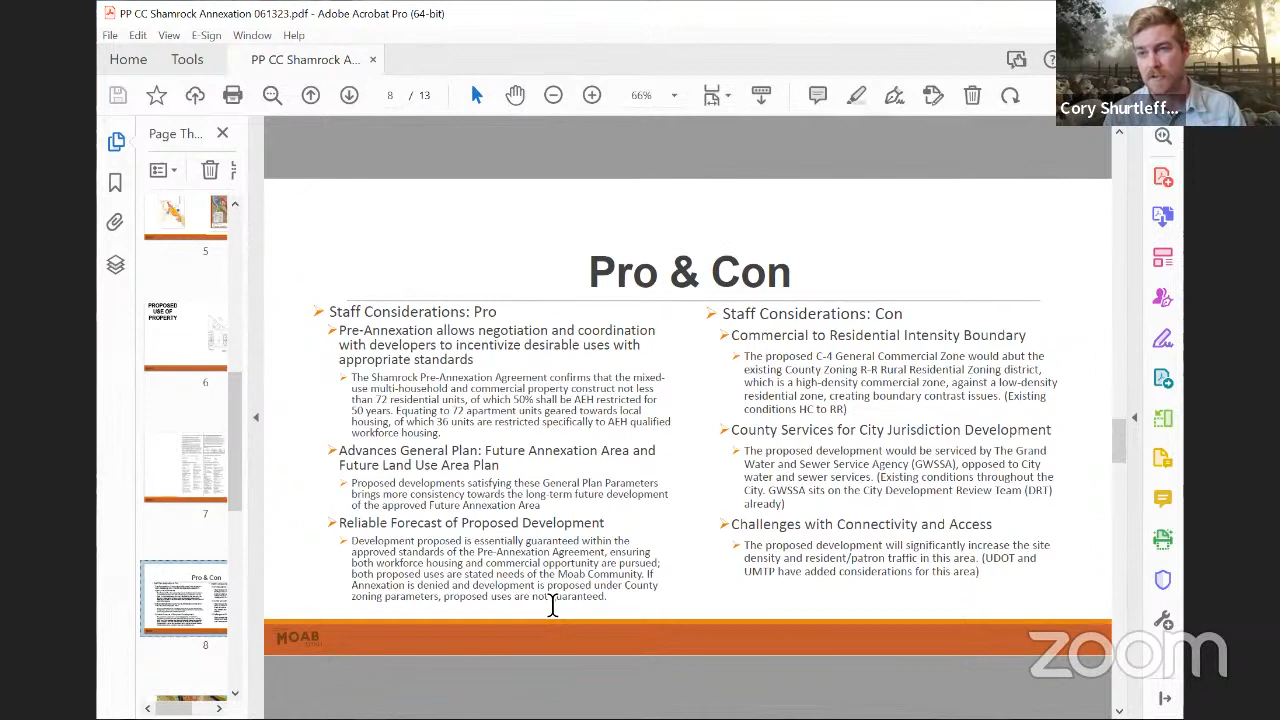 PP CC Shamrock Annexation 061323.pdf - Adobe Acrobat Pro (64-bit)
File Edit View E-Sign Window Help
Home Tools PP CC Shamrock A... ×
8 / 13 66%
Cory Shurtleff...
Page Th...
5
PROPOSED
USE OF
PROPERTY
6
7
Pro & Con
8
Pro & Con
Staff Considerations: Pro
Pre-Annexation allows negotiation and coordination
with developers to incentivize desirable uses with
appropriate standards
The Shamrock Pre-Annexation Agreement confirms that the mixed-
use multi-household and commercial property construct not less
than 72 residential units, of which 50% shall be AEH restricted for
50 years. Equating to 72 apartment units geared towards local
housing, of which 36 units are restricted specifically to AEH qualified
workforce housing.
Advances General Plan: Future Annexation Area and
Future Land Use Area Plan
Proposed developments satisfying these General Plan Parameters
brings more consistency towards the long-term future development
of the approved Future Annexation Area
Reliable Forecast of Proposed Development
Development proposed is essentially guaranteed within the
approved standards of the Pre-Annexation Agreement, ensuring
both workforce housing and commercial opportunity are pursued;
both proposed uses are stated needs of the Moab Community. If
Annexation is denied and development is proposed under County
zoning parameters, proposed uses are not guaranteed.
Staff Considerations: Con
Commercial to Residential Intensity Boundary
The proposed C-4 General Commercial Zone would abut the
existing County Zoning R-R Rural Residential Zoning district,
which is a high-density commercial zone, against a low-density
residential zone, creating boundary contrast issues. (Existing
conditions HC to RR)
County Services for City Jurisdiction Development
The proposed development would be serviced by The Grand
Water and Sewer Service Agency (GWSSA), opposed to City
water and sewer services. (Existing conditions throughout the
City. GWSSA sits on the City Development Review Team (DRT)
already)
Challenges with Connectivity and Access
The proposed development will significantly increase the site
density and resident/patron traffic in this area. (UDOT and
UMTP have added considerations for this area)
MOAB
zoom